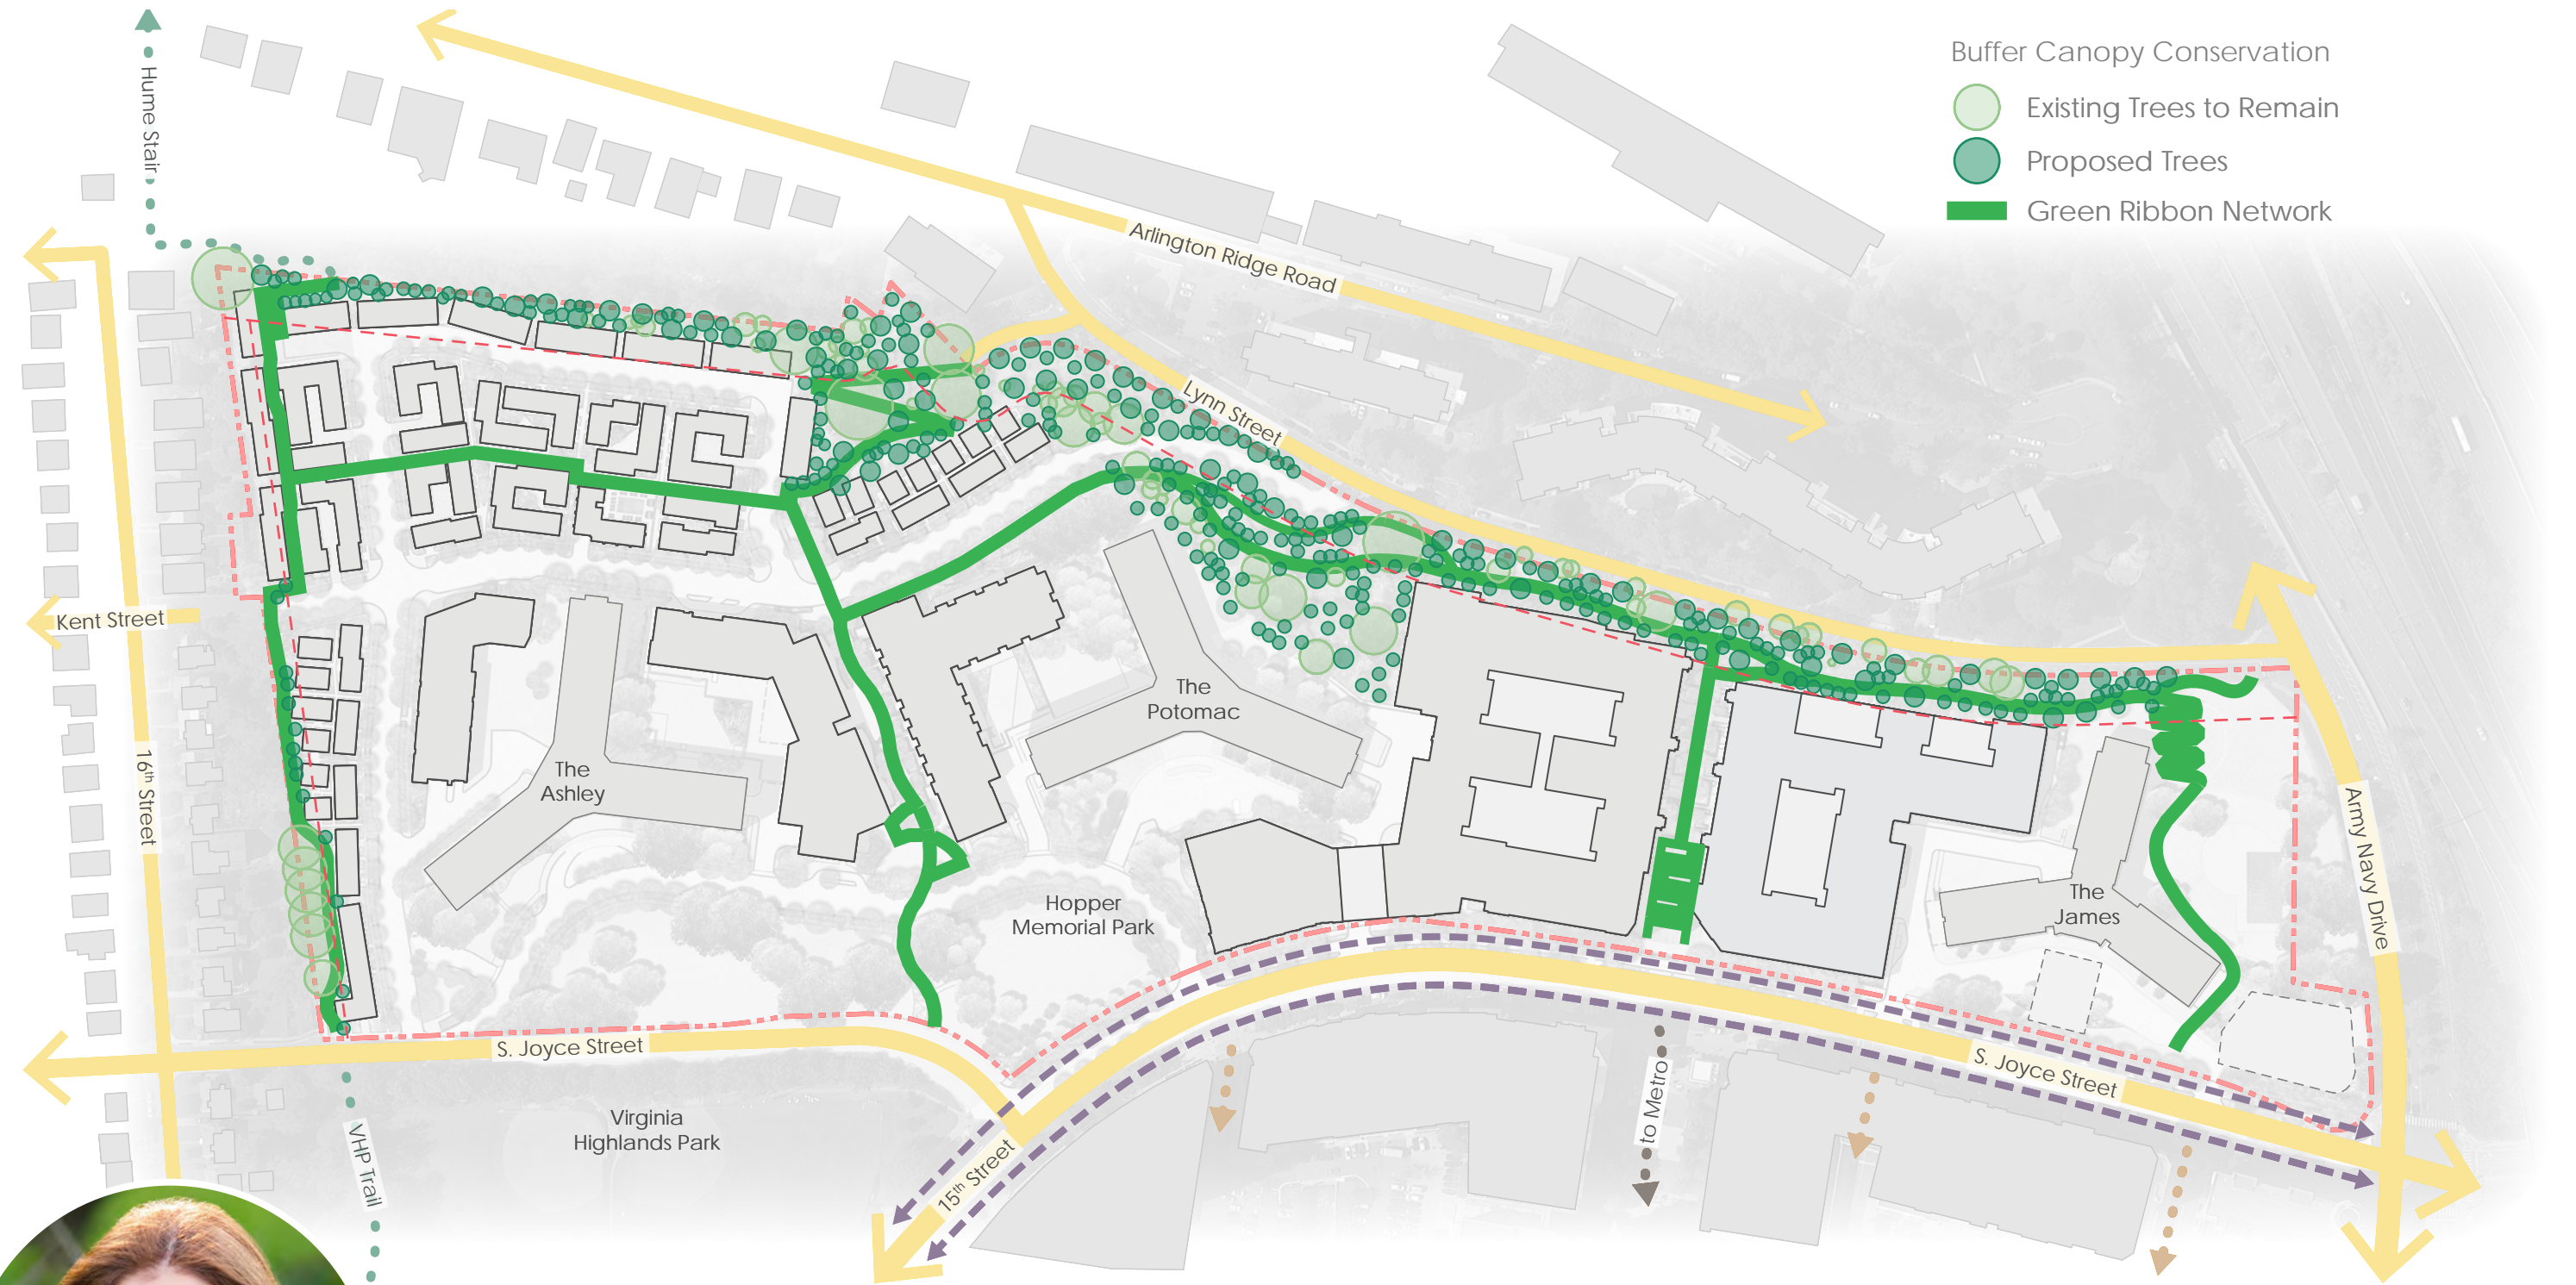 Buffer Canopy Conservation
Existing Trees to Remain
Proposed Trees
Green Ribbon Network
Hume Stair
Arlington Ridge Road
Lynn Street
Kent Street
16th Street
The
Ashley
The
Potomac
Hopper
Memorial Park
The
James
Army Navy Drive
S. Joyce Street
S. Joyce Street
to Metro
Virginia
Highlands Park
VHP Trail
15th Street